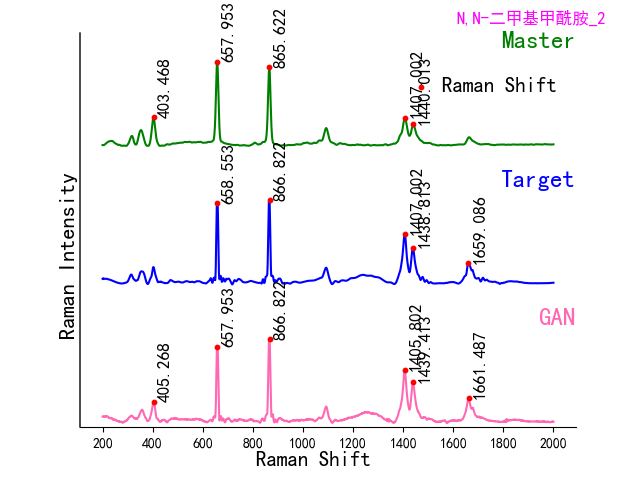 N,N-二甲基甲酰胺_2
Master
Raman Shift
403.468
657.953
865.622
1407.002
1440.013
Target
658.553
866.822
1407.002
1438.813
1659.086
GAN
405.268
657.953
866.822
1405.802
1439.413
1661.487
Raman Intensity
200 400 600 800 1000 1200 1400 1600 1800 2000
Raman Shift